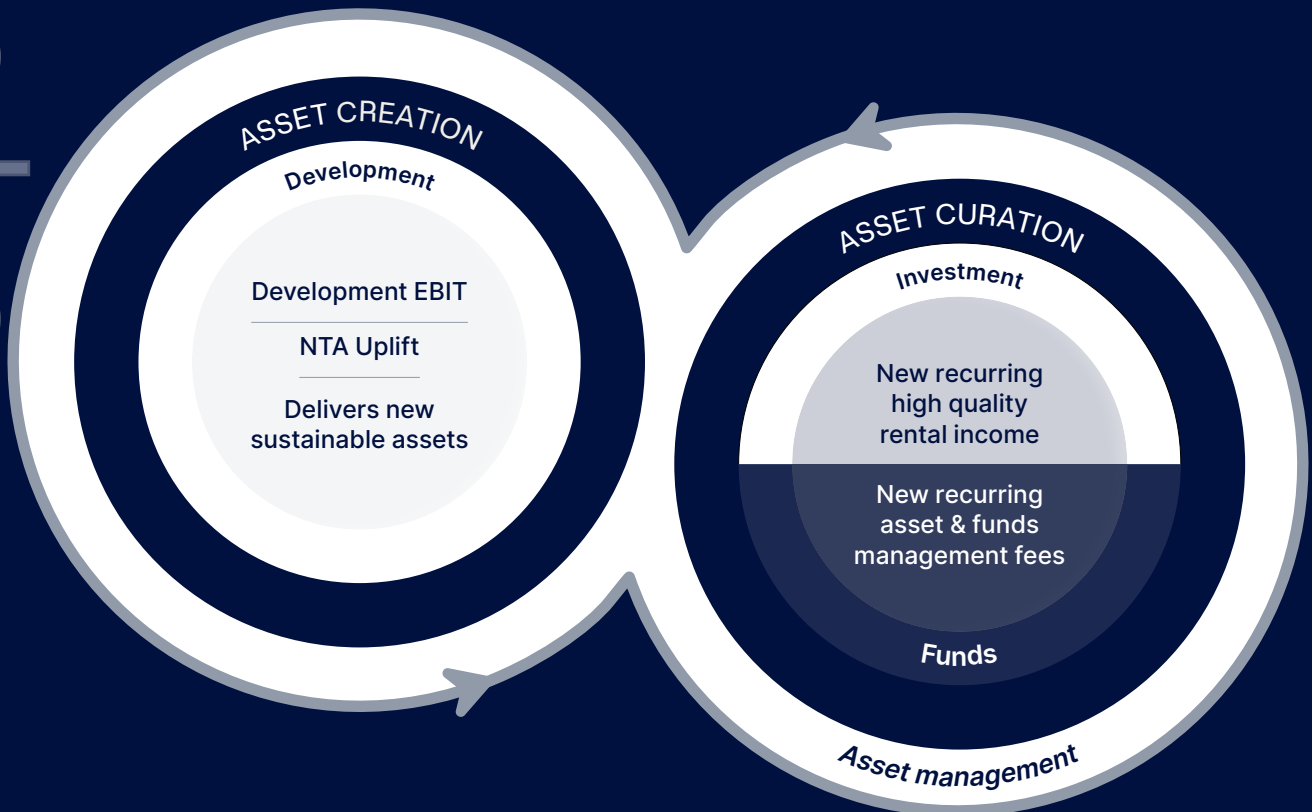 ASSET CREATION
Development
Development EBIT
NTA Uplift
Delivers new
sustainable assets
ASSET CURATION
Investment
New recurring
high quality
rental income
New recurring
asset & funds
management fees
Funds
Asset management